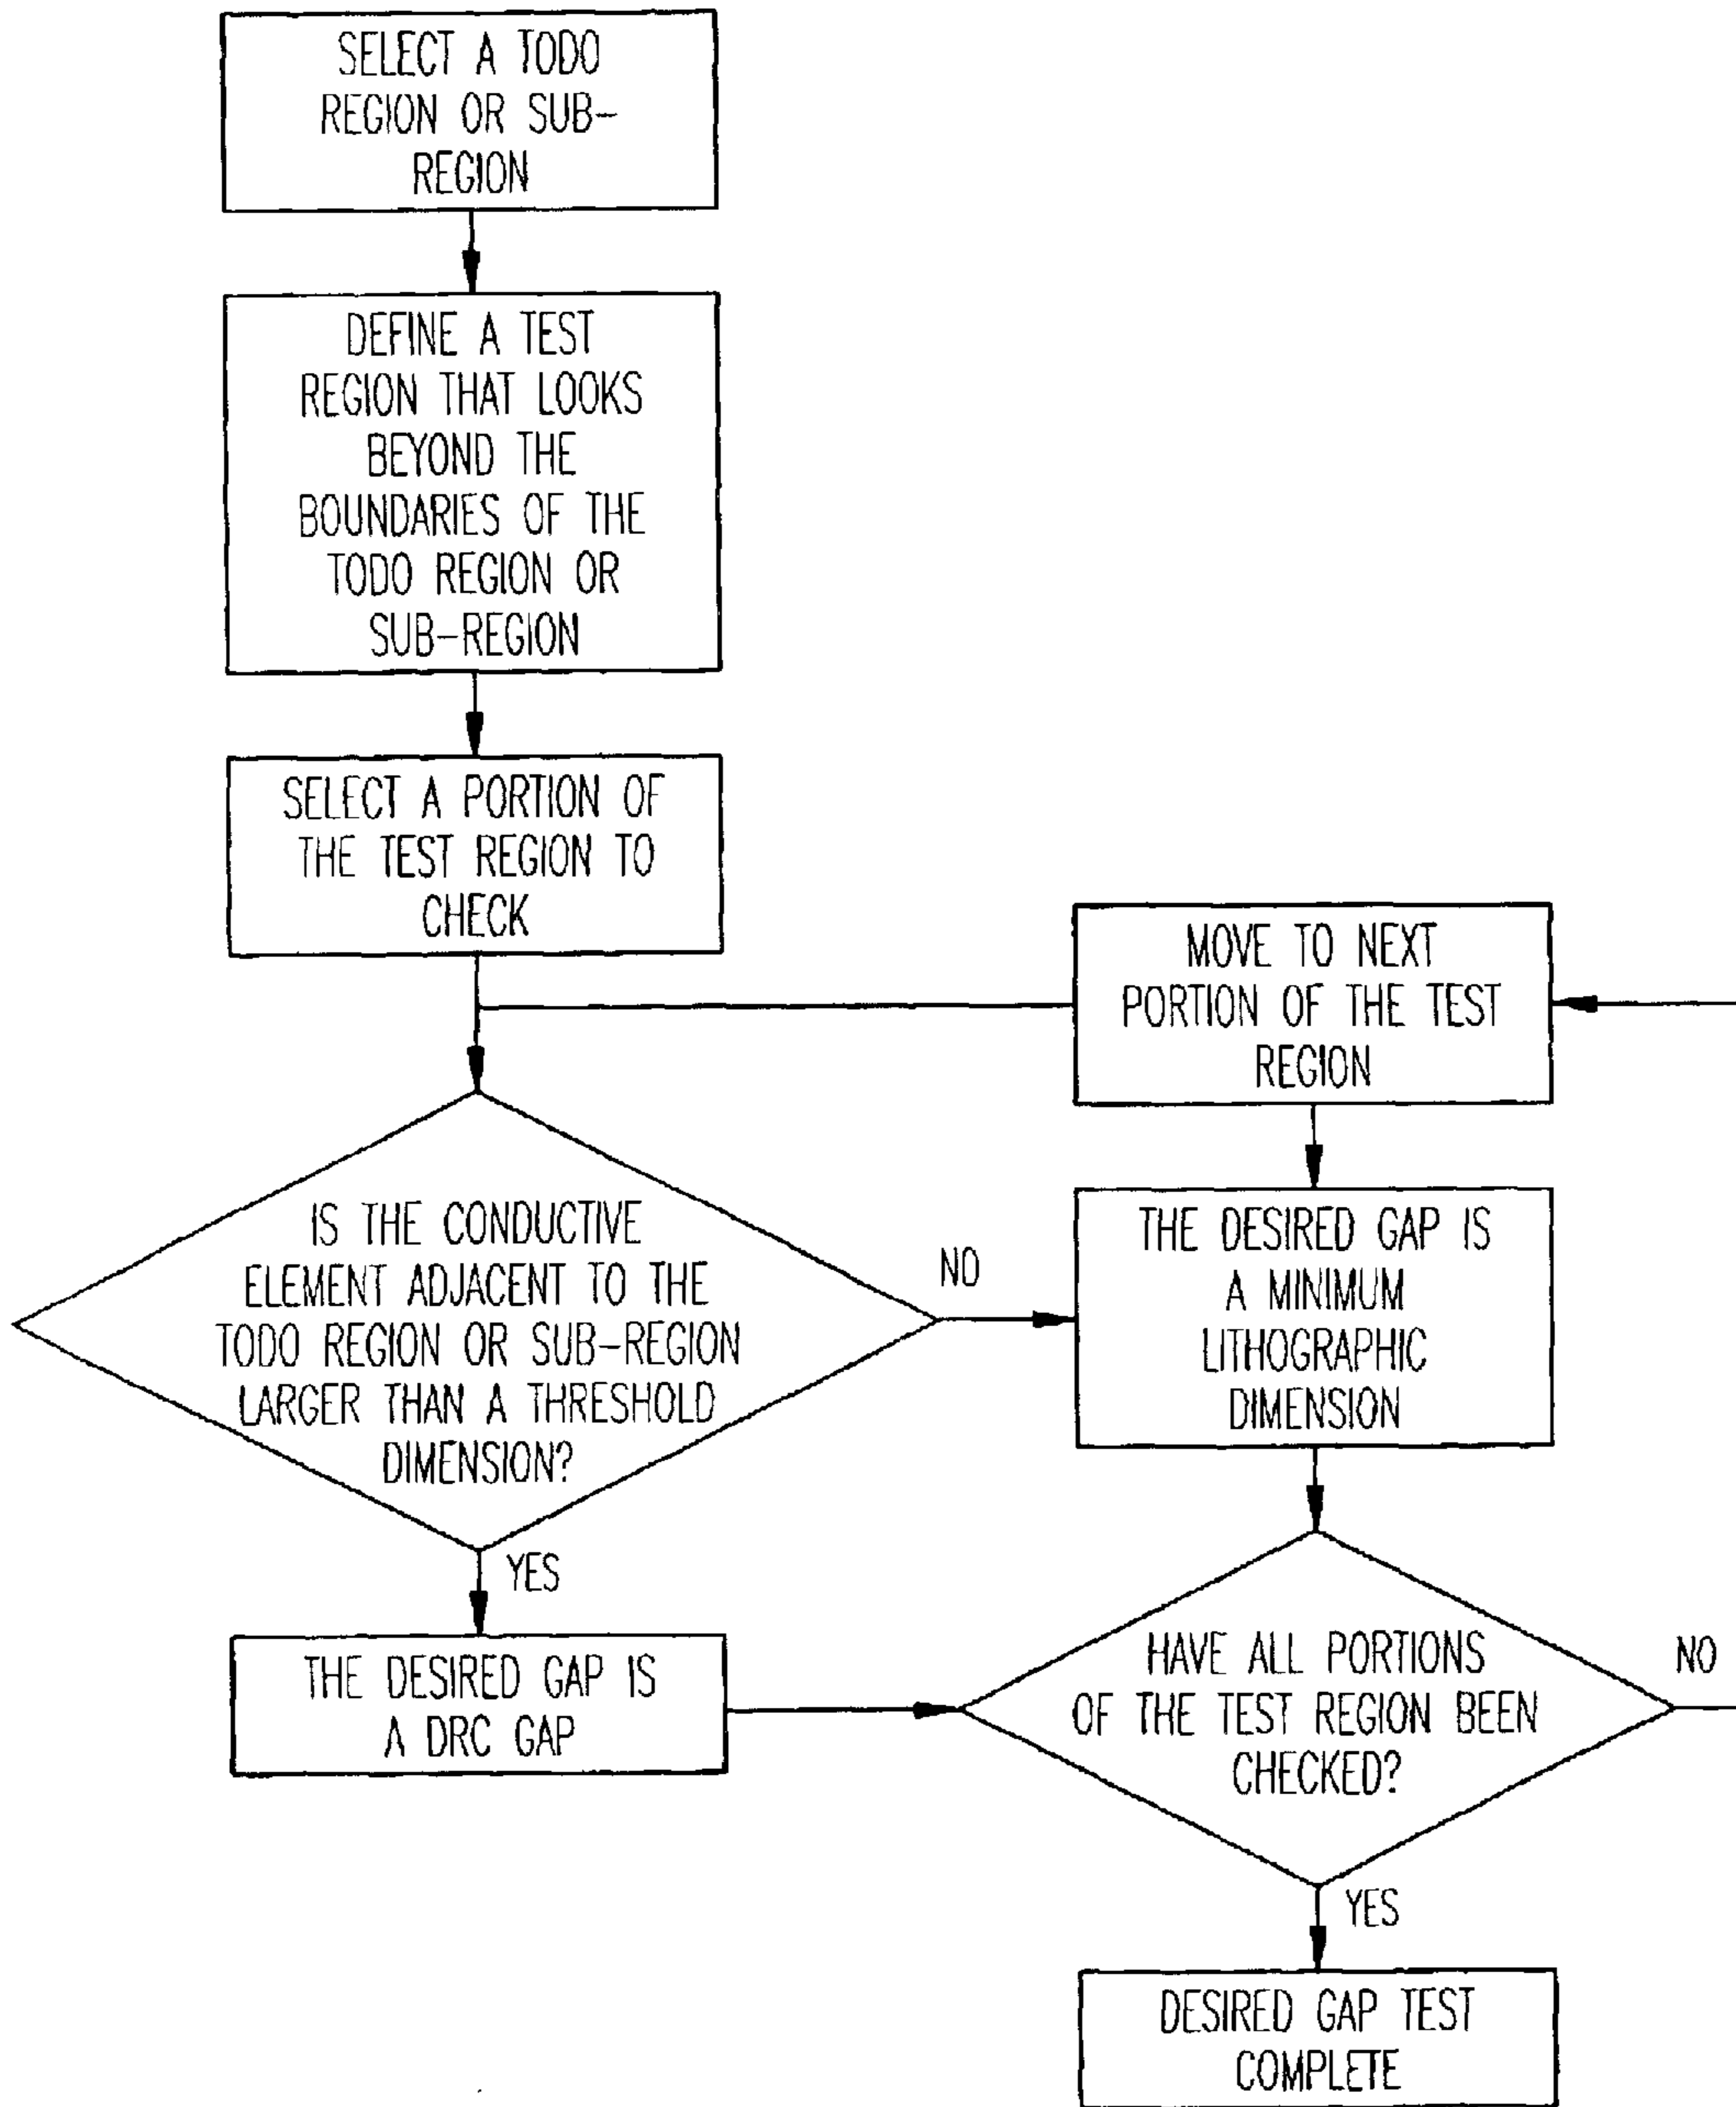 SELECT A TODO
REGION OR SUB-
REGION
DEFINE A TEST
REGION THAT LOOKS
BEYOND THE
BOUNDARIES OF THE
TODO REGION OR
SUB-REGION
SELECT A PORTION OF
THE TEST REGION TO
CHECK
MOVE TO NEXT
PORTION OF THE TEST
REGION
IS THE CONDUCTIVE
ELEMENT ADJACENT TO THE
TODO REGION OR SUB-REGION
LARGER THAN A THRESHOLD
DIMENSION?
NO
THE DESIRED GAP IS
A MINIMUM
LITHOGRAPHIC
DIMENSION
YES
THE DESIRED GAP IS
A DRC GAP
HAVE ALL PORTIONS
OF THE TEST REGION BEEN
CHECKED?
NO
YES
DESIRED GAP TEST
COMPLETE